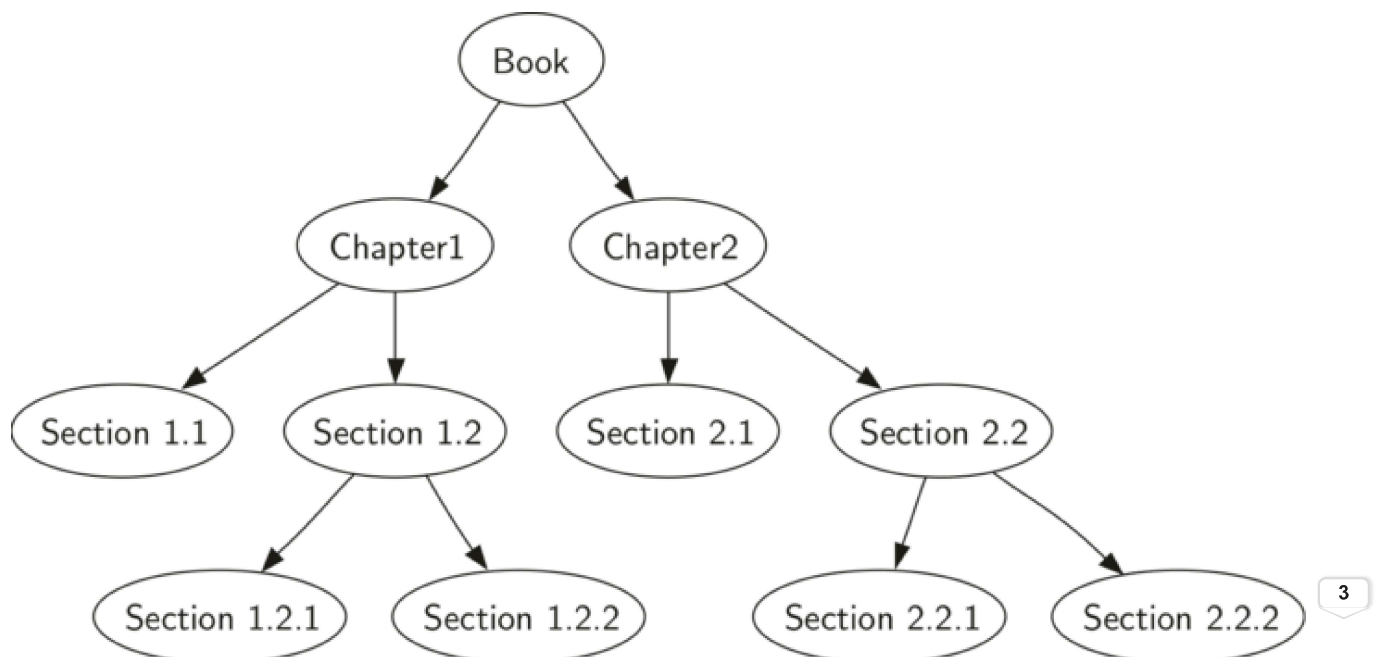 Book
Chapter1
Chapter2
Section 1.1
Section 1.2
Section 2.1
Section 2.2
Section 1.2.1
Section 1.2.2
Section 2.2.1
Section 2.2.2
3